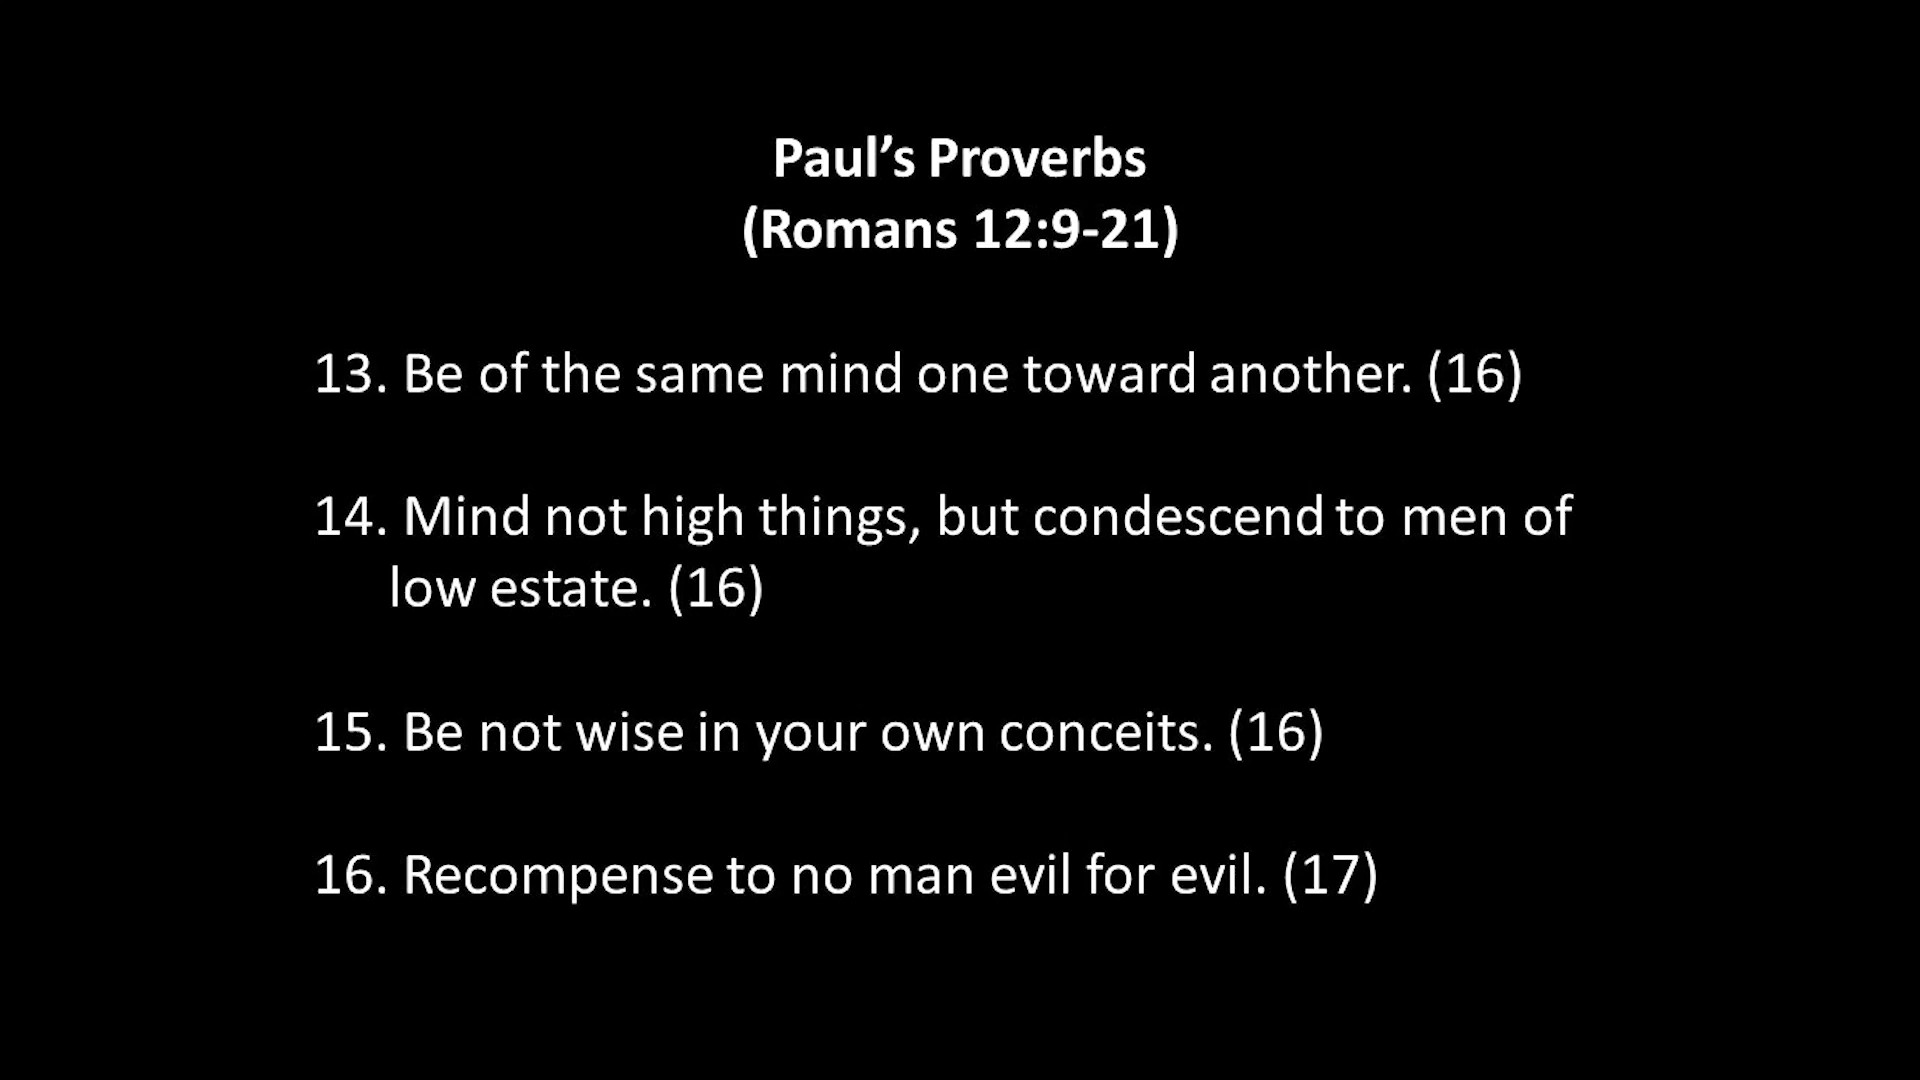 Paul’s Proverbs
(Romans 12:9-21)
13. Be of the same mind one toward another. (16)
14. Mind not high things, but condescend to men of
low estate. (16)
15. Be not wise in your own conceits. (16)
16. Recompense to no man evil for evil. (17)